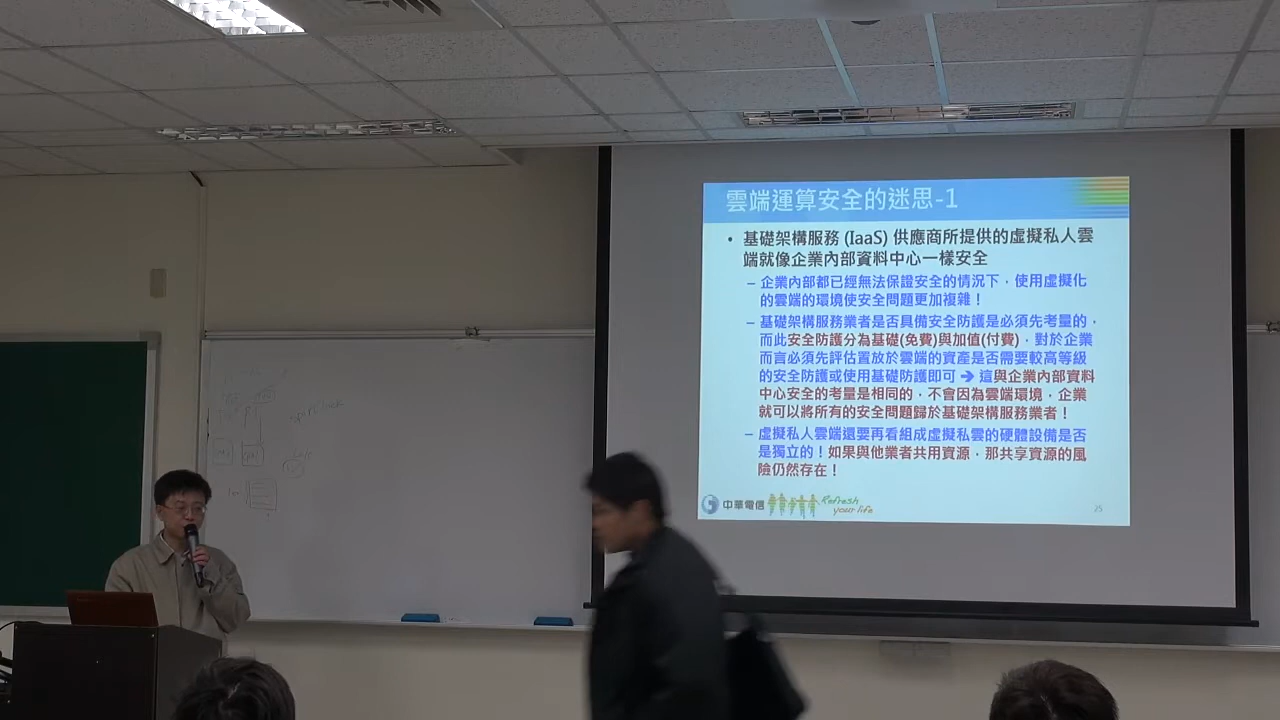 雲端運算安全的迷思-1
• 基礎架構服務 (IaaS) 供應商所提供的虛擬私人雲
端就像企業內部資料中心一樣安全
– 企業內部都已經無法保證安全的情況下，使用虛擬化
的雲端的環境使安全問題更加複雜！
– 基礎架構服務業者是否具備安全防護是必須先考量的，
而此安全防護分為基礎(免費)與加值(付費)，對於企業
而言必須先評估置放於雲端的資產是否需要較高等級
的安全防護或使用基礎防護即可 ➔ 這與企業內部資料
中心安全的考量是相同的，不會因為雲端環境，企業
就可以將所有的安全問題歸於基礎架構服務業者！
– 虛擬私人雲端還要再看組成虛擬私雲的硬體設備是否
是獨立的！如果與他業者共用資源，那共享資源的風
險仍然存在！
中華電信 Refresh
your life
25